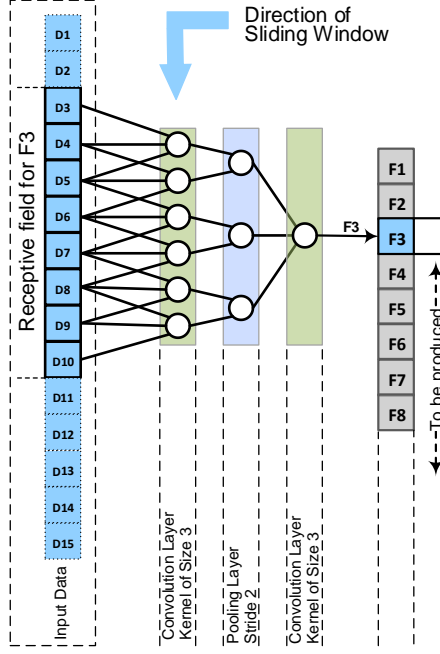 Direction of
Sliding Window
D1
D2
D3
D4
D5
D6
D7
D8
D9
D10
D11
D12
D13
D14
D15
Receptive field for F3
Input Data
Convolution Layer
Kernel of Size 3
Pooling Layer
Stride 2
Convolution Layer
Kernel of Size 3
F3
F1
F2
F3
F4
F5
F6
F7
F8
To be produced